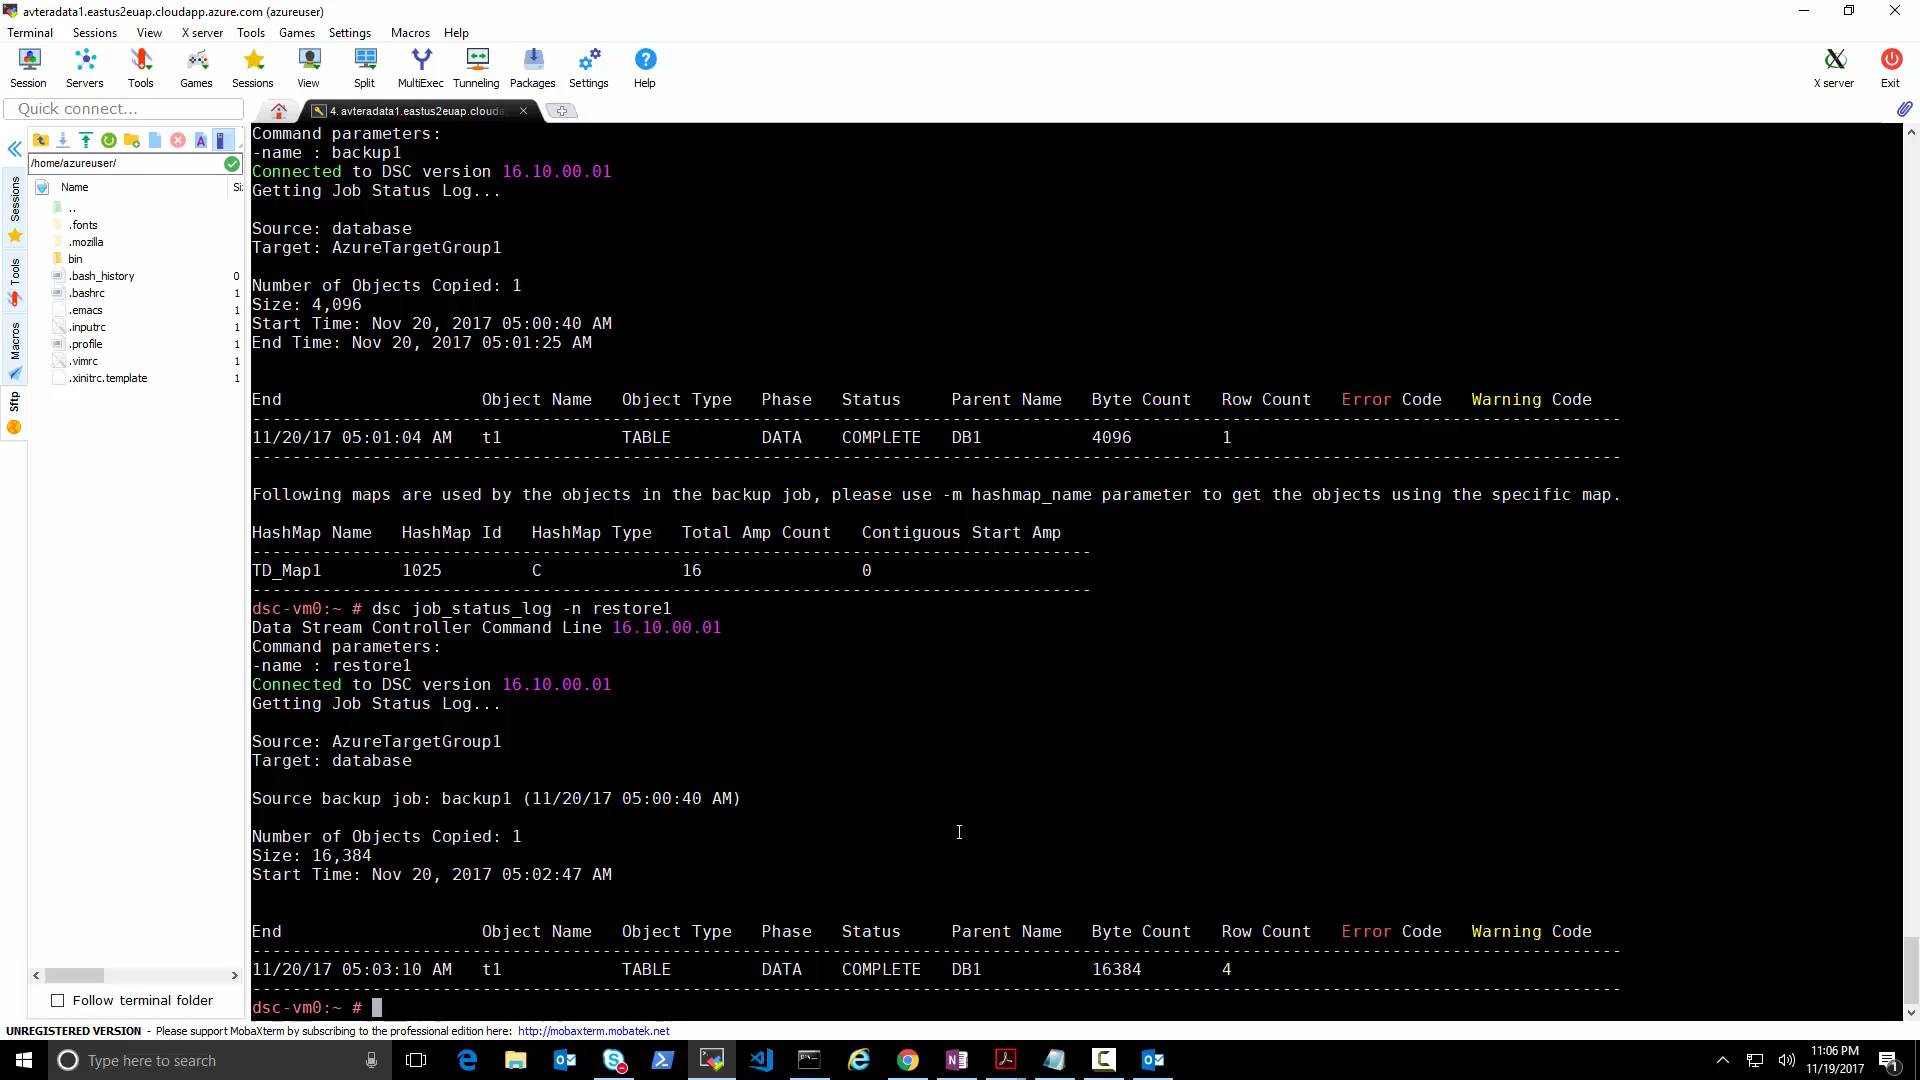 avteradata1.eastus2euap.cloudapp.azure.com (azureuser)
Terminal Sessions View X server Tools Games Settings Macros Help
Session Servers Tools Games Sessions View Split MultiExec Tunneling Packages Settings Help X server Exit
Quick connect...
4. avteradata1.eastus2euap.clouda
/home/azureuser/
Name Si
..
.fonts
.mozilla
bin
.bash_history 0
.bashrc 1
.emacs 1
.inputrc 1
.profile 1
.vimrc 1
.xinitrc.template 1
Sessions
Tools
Macros
Sftp
Follow terminal folder
Command parameters:
-name : backup1
Connected to DSC version 16.10.00.01
Getting Job Status Log...
Source: database
Target: AzureTargetGroup1
Number of Objects Copied: 1
Size: 4,096
Start Time: Nov 20, 2017 05:00:40 AM
End Time: Nov 20, 2017 05:01:25 AM
End Object Name Object Type Phase Status Parent Name Byte Count Row Count Error Code Warning Code
11/20/17 05:01:04 AM t1 TABLE DATA COMPLETE DB1 4096 1
Following maps are used by the objects in the backup job, please use -m hashmap_name parameter to get the objects using the specific map.
HashMap Name HashMap Id HashMap Type Total Amp Count Contiguous Start Amp
TD_Map1 1025 C 16 0
dsc-vm0:~ # dsc job_status_log -n restore1
Data Stream Controller Command Line 16.10.00.01
Command parameters:
-name : restore1
Connected to DSC version 16.10.00.01
Getting Job Status Log...
Source: AzureTargetGroup1
Target: database
Source backup job: backup1 (11/20/17 05:00:40 AM)
Number of Objects Copied: 1
Size: 16,384
Start Time: Nov 20, 2017 05:02:47 AM
End Object Name Object Type Phase Status Parent Name Byte Count Row Count Error Code Warning Code
11/20/17 05:03:10 AM t1 TABLE DATA COMPLETE DB1 16384 4
dsc-vm0:~ #
UNREGISTERED VERSION - Please support MobaXterm by subscribing to the professional edition here: http://mobaxterm.mobatek.net
Type here to search
11:06 PM
11/19/2017
1